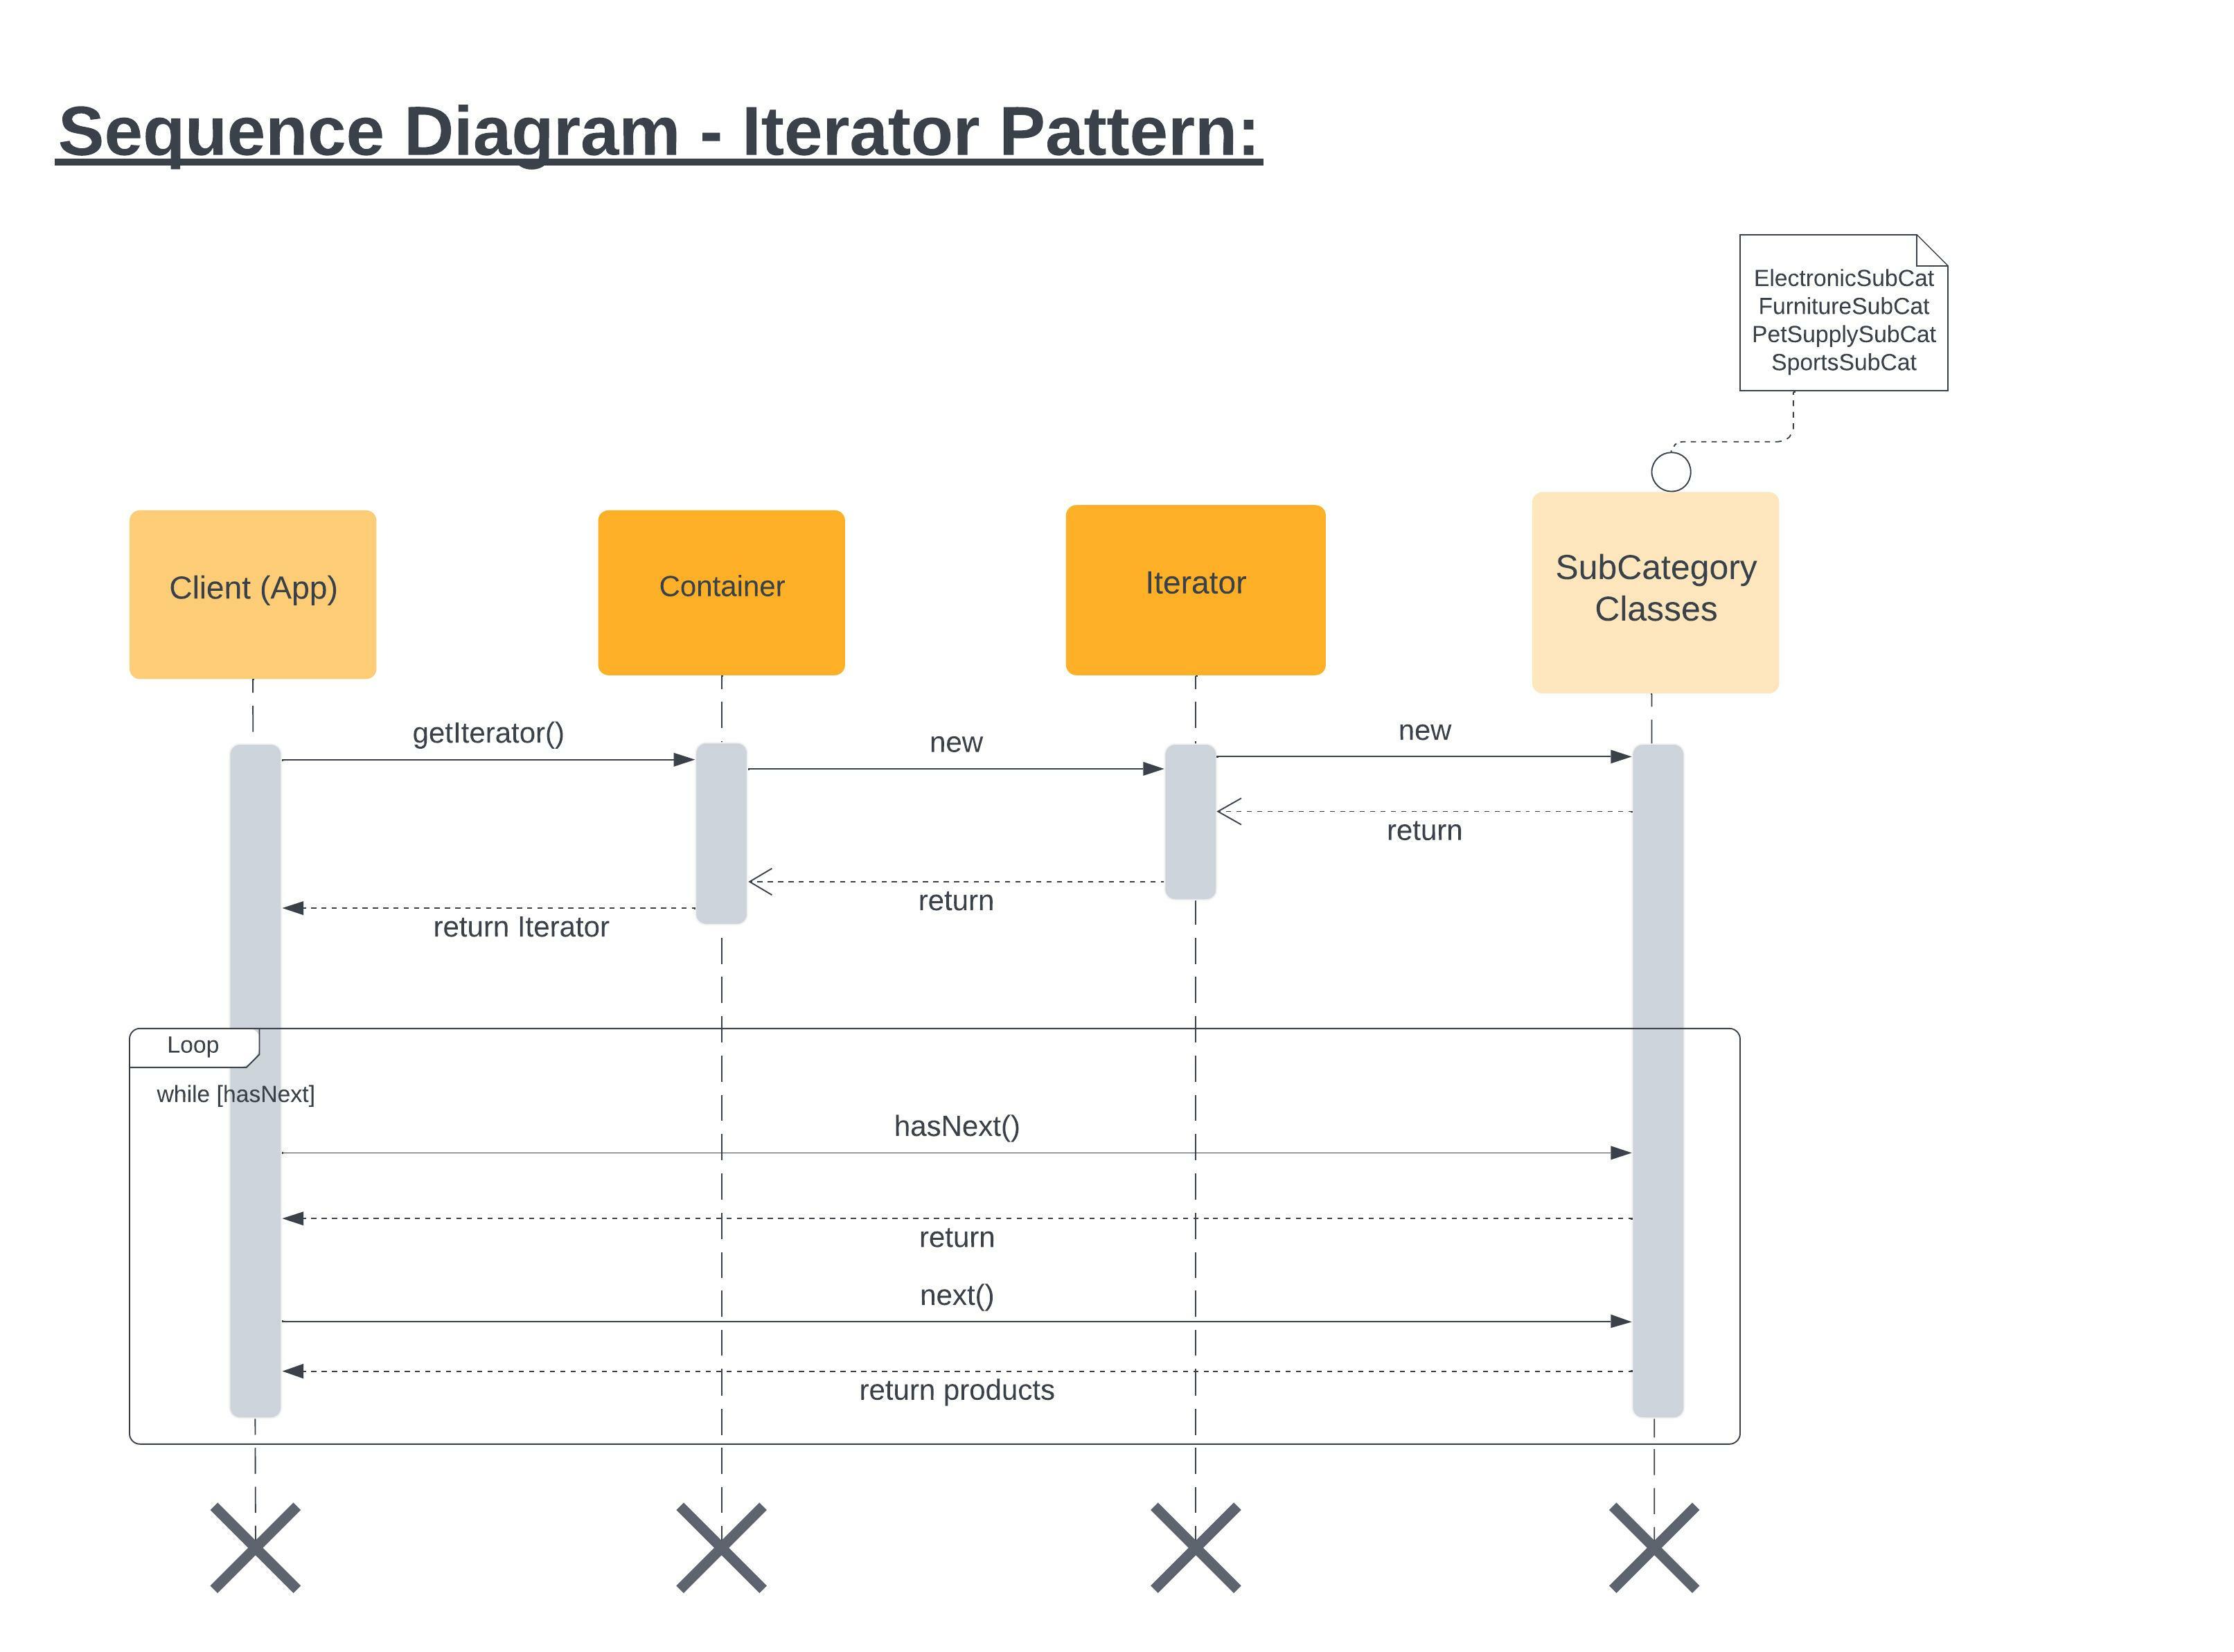 Sequence Diagram - Iterator Pattern:
ElectronicSubCat
FurnitureSubCat
PetSupplySubCat
SportsSubCat
Client (App)
Container
Iterator
SubCategory
Classes
getIterator()
new
new
return
return
return Iterator
Loop
while [hasNext]
hasNext()
return
next()
return products